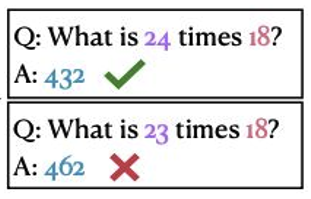 Q: What is 24 times 18?
A: 432
Q: What is 23 times 18?
A: 462